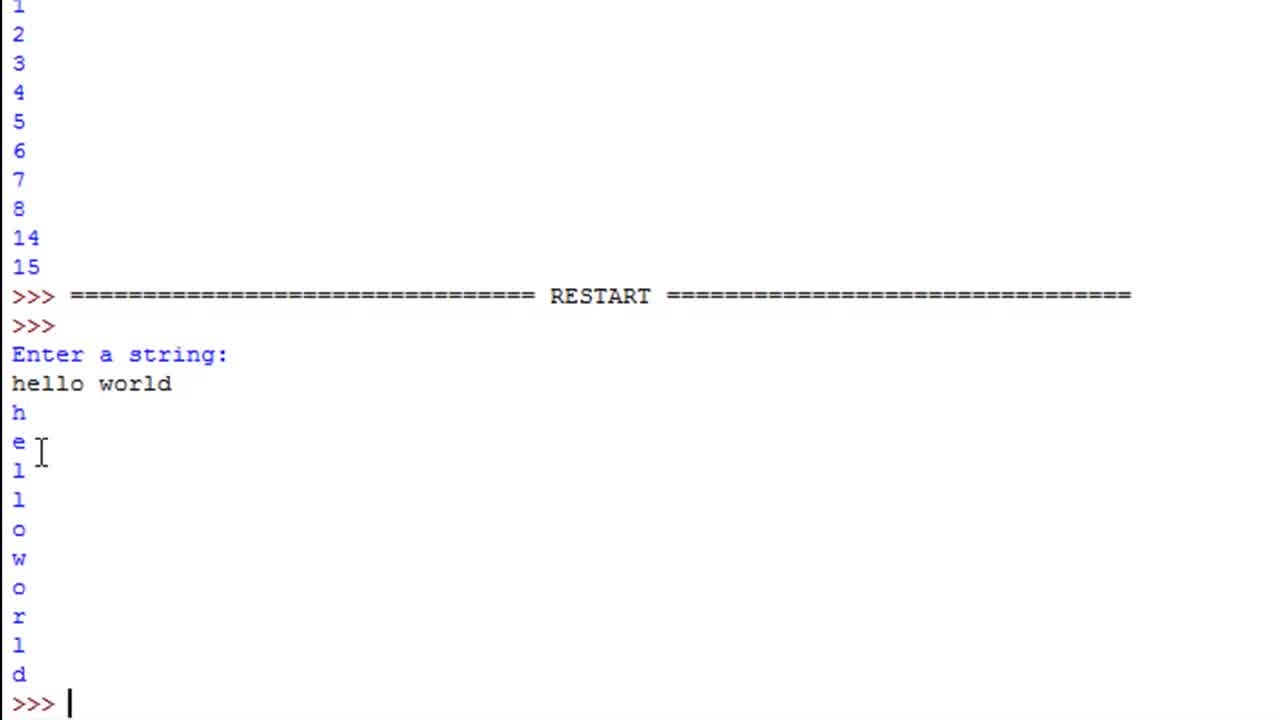 1
2
3
4
5
6
7
8
14
15
>>> ================================ RESTART ================================
>>>
Enter a string:
hello world
h
e
l
l
o
w
o
r
l
d
>>>